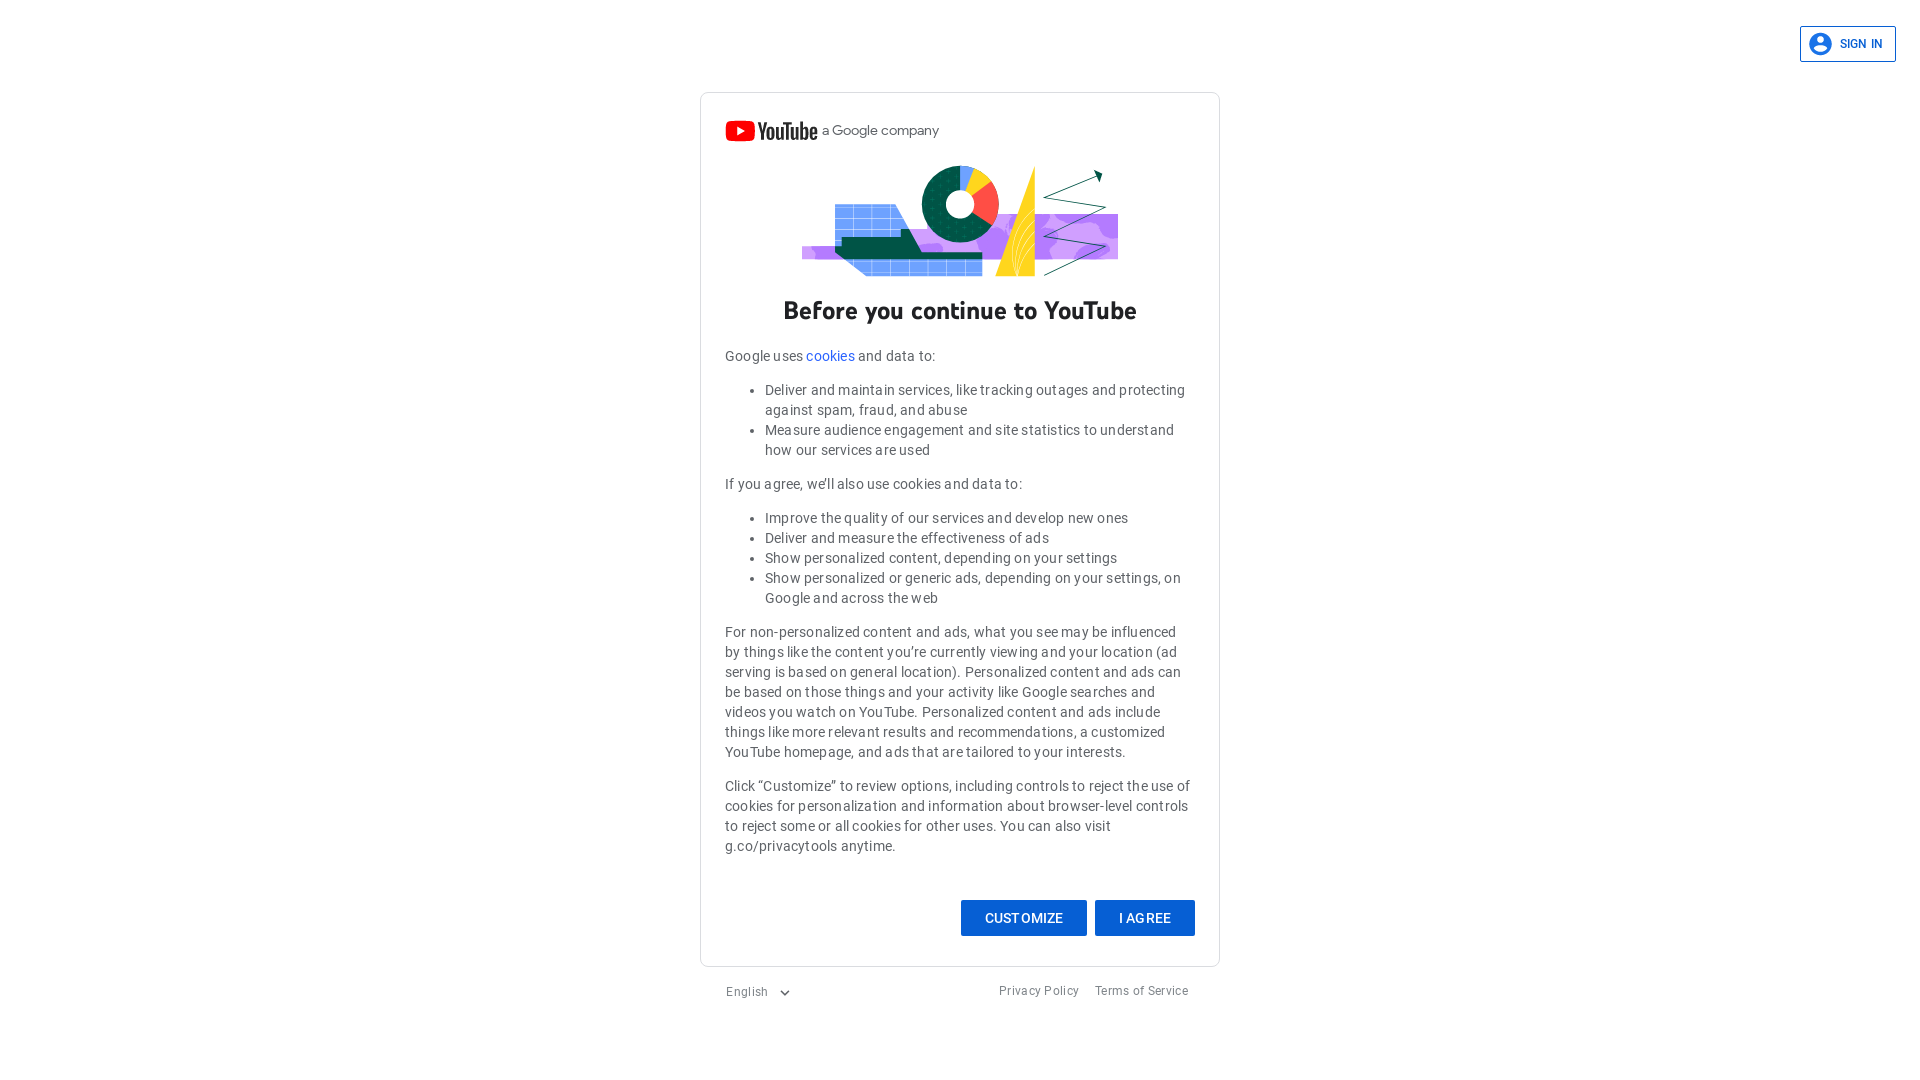 SIGN IN
YouTube a Google company
Before you continue to YouTube
Google uses cookies and data to:
• Deliver and maintain services, like tracking outages and protecting
against spam, fraud, and abuse
• Measure audience engagement and site statistics to understand
how our services are used
If you agree, we’ll also use cookies and data to:
• Improve the quality of our services and develop new ones
• Deliver and measure the effectiveness of ads
• Show personalized content, depending on your settings
• Show personalized or generic ads, depending on your settings, on
Google and across the web
For non-personalized content and ads, what you see may be influenced
by things like the content you’re currently viewing and your location (ad
serving is based on general location). Personalized content and ads can
be based on those things and your activity like Google searches and
videos you watch on YouTube. Personalized content and ads include
things like more relevant results and recommendations, a customized
YouTube homepage, and ads that are tailored to your interests.
Click “Customize” to review options, including controls to reject the use of
cookies for personalization and information about browser-level controls
to reject some or all cookies for other uses. You can also visit
g.co/privacytools anytime.
CUSTOMIZE I AGREE
English Privacy Policy Terms of Service